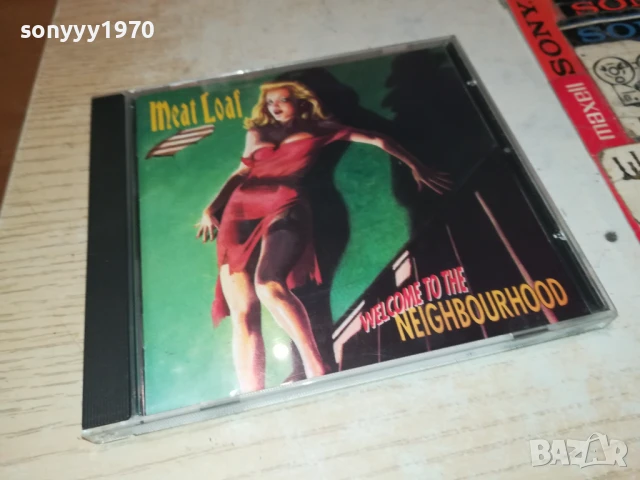 sonyyy1970
Meat Loaf
WELCOME TO THE
NEIGHBOURHOOD
SONY
maxell
BAZAR